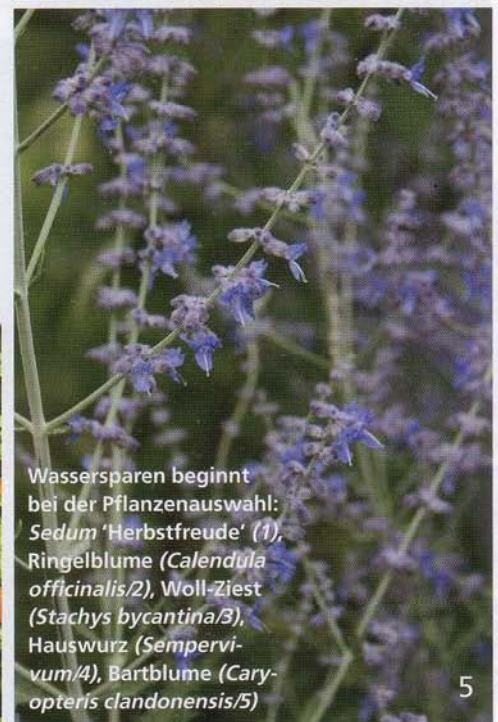 Wassersparen beginnt
bei der Pflanzenauswahl:
Sedum 'Herbstfreude' (1),
Ringelblume (Calendula
officinalis/2), Woll-Ziest
(Stachys bycantina/3),
Hauswurz (Sempervi-
vum/4), Bartblume (Cary-
opteris clandonensis/5)
5